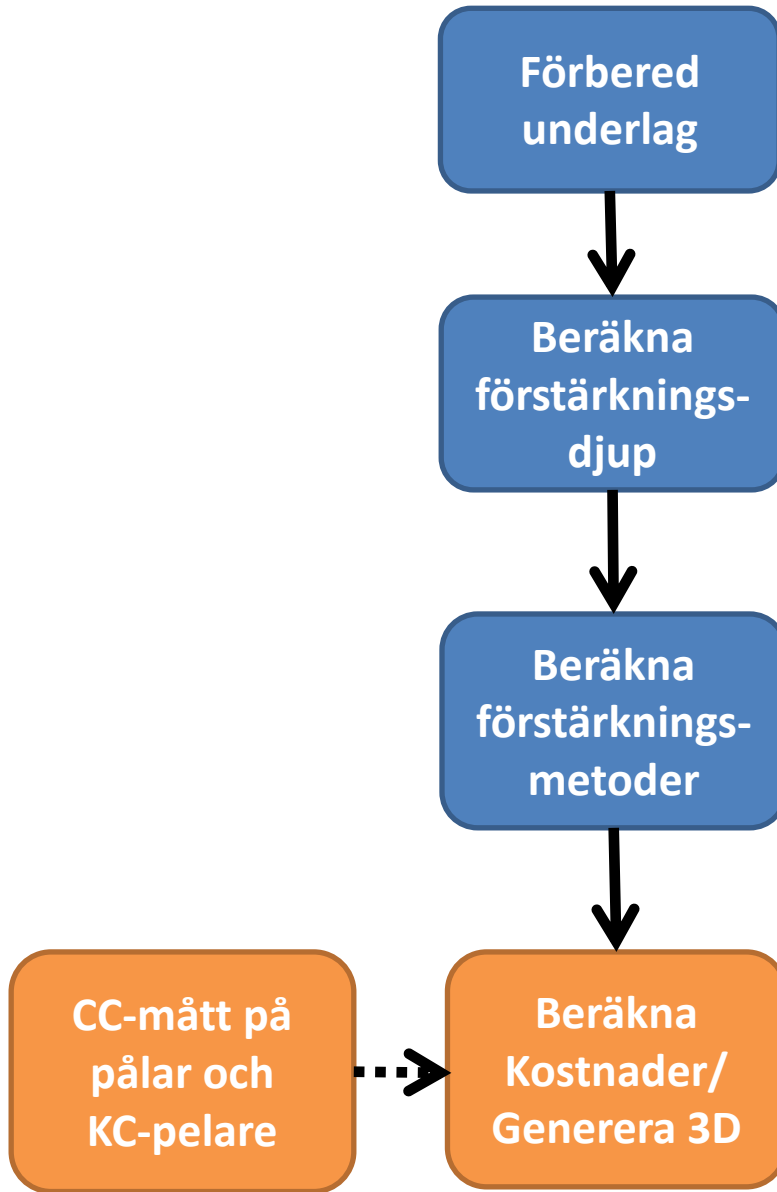 Förbered
underlag
Beräkna
förstärknings-
djup
Beräkna
förstärknings-
metoder
CC-mått på
pålar och
KC-pelare
Beräkna
Kostnader/
Generera 3D